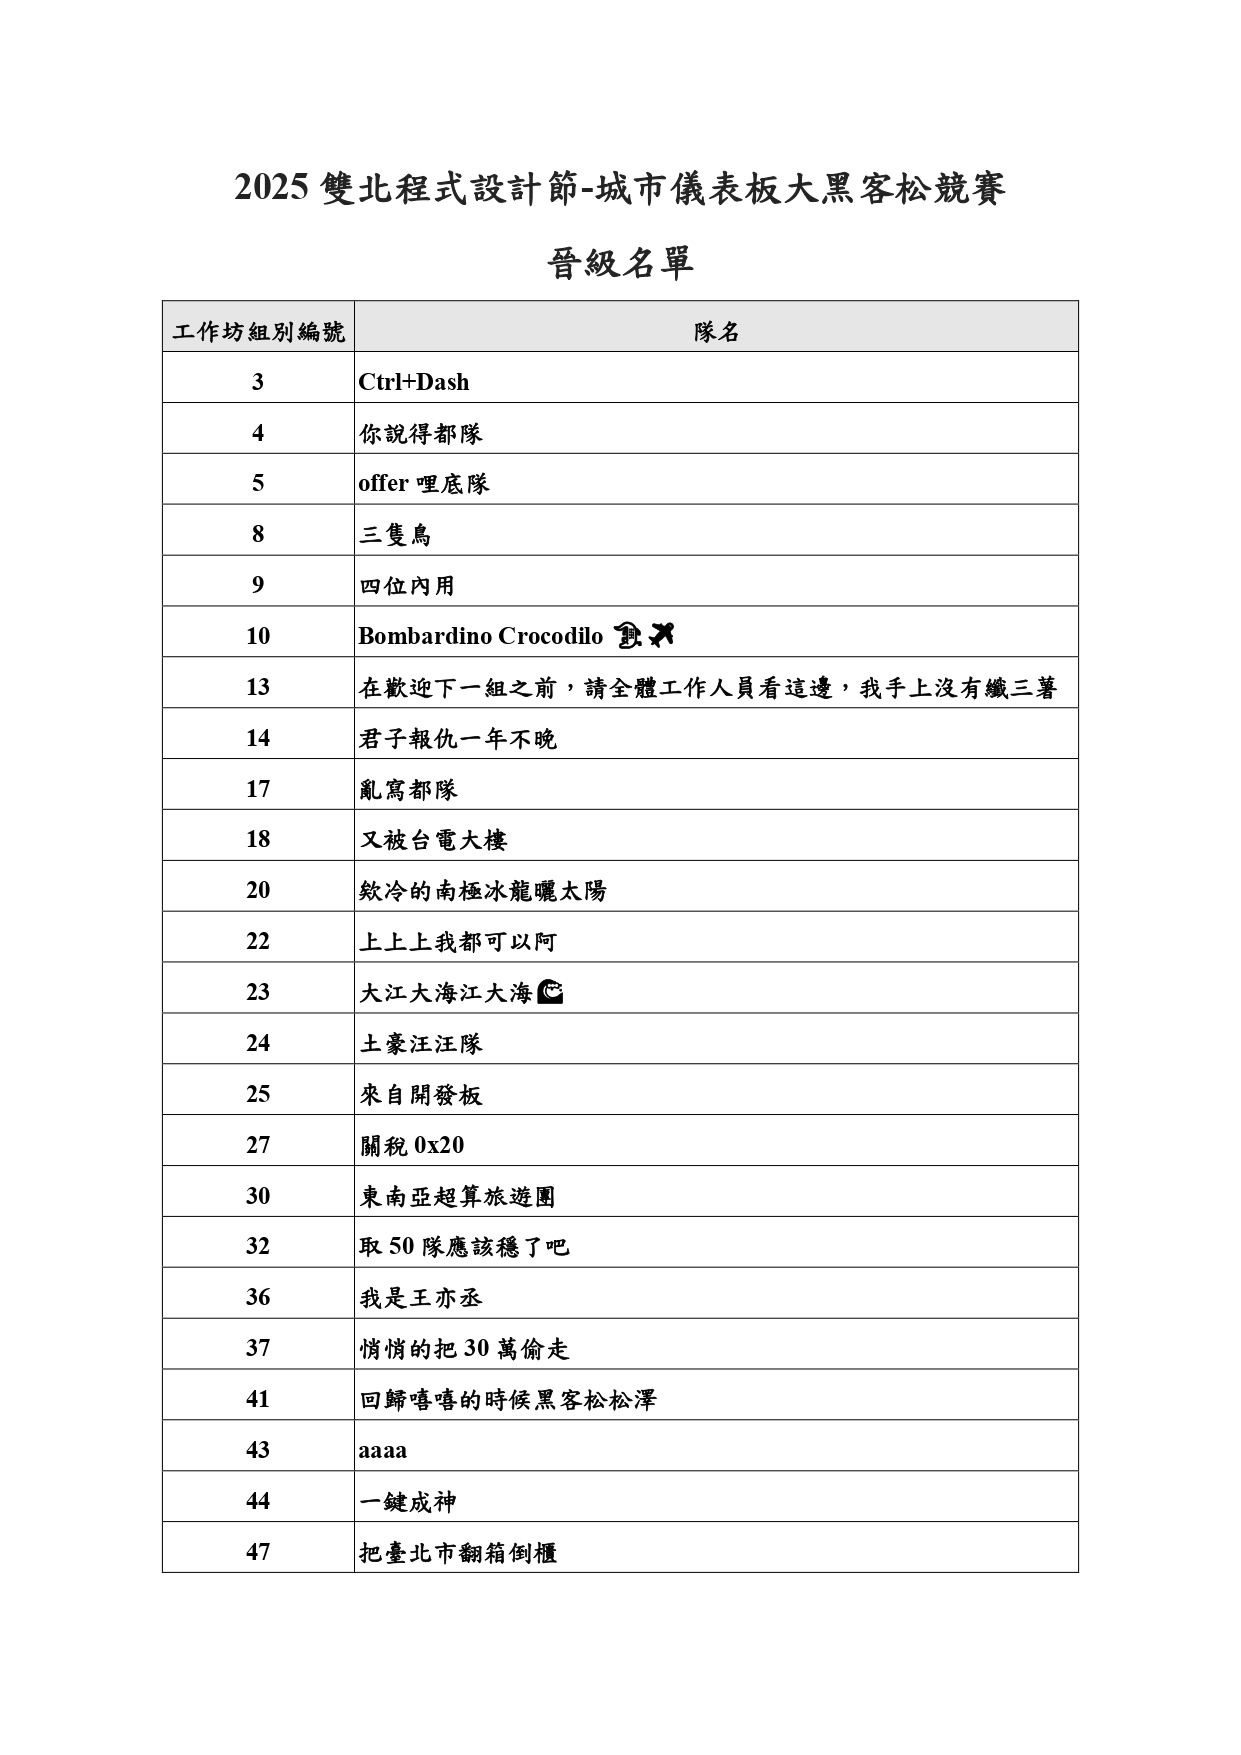 2025 雙北程式設計節-城市儀表板大黑客松競賽
晉級名單
工作坊組別編號 隊名
3 Ctrl+Dash
4 你說得都隊
5 offer 哩底隊
8 三隻鳥
9 四位內用
10 Bombardino Crocodilo
13 在歡迎下一組之前，請全體工作人員看這邊，我手上沒有纖三薯
14 君子報仇一年不晚
17 亂寫都隊
18 又被台電大樓
20 欸冷的南極冰龍曬太陽
22 上上上我都可以阿
23 大江大海江大海🌊
24 土豪汪汪隊
25 來自開發板
27 關稅 0x20
30 東南亞超算旅遊團
32 取 50 隊應該穩了吧
36 我是王亦丞
37 悄悄的把 30 萬偷走
41 回歸嘻嘻的時候黑客松松澤
43 aaaa
44 一鍵成神
47 把臺北市翻箱倒櫃